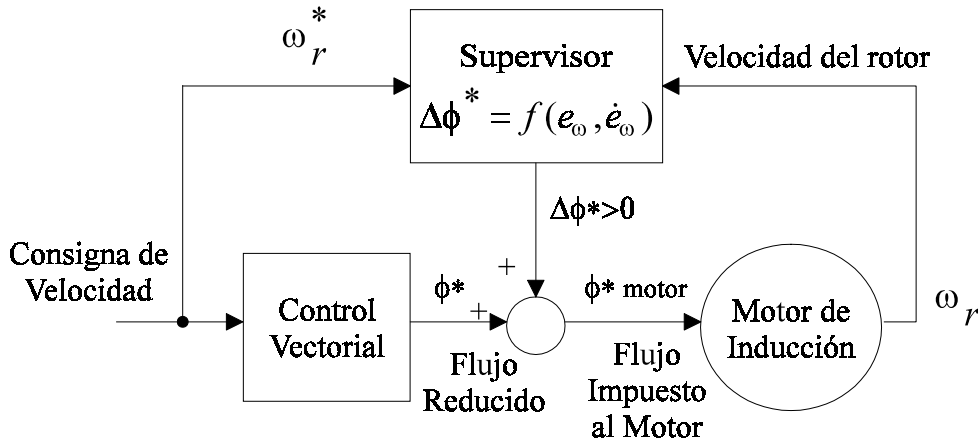 ω*r
Supervisor
Δϕ* = f(eω, ėω)
Velocidad del rotor
Δϕ*>0
Consigna de
Velocidad
Control
Vectorial
ϕ*
+
+
Flujo
Reducido
ϕ* motor
Flujo
Impuesto
al Motor
Motor de
Inducción
ωr